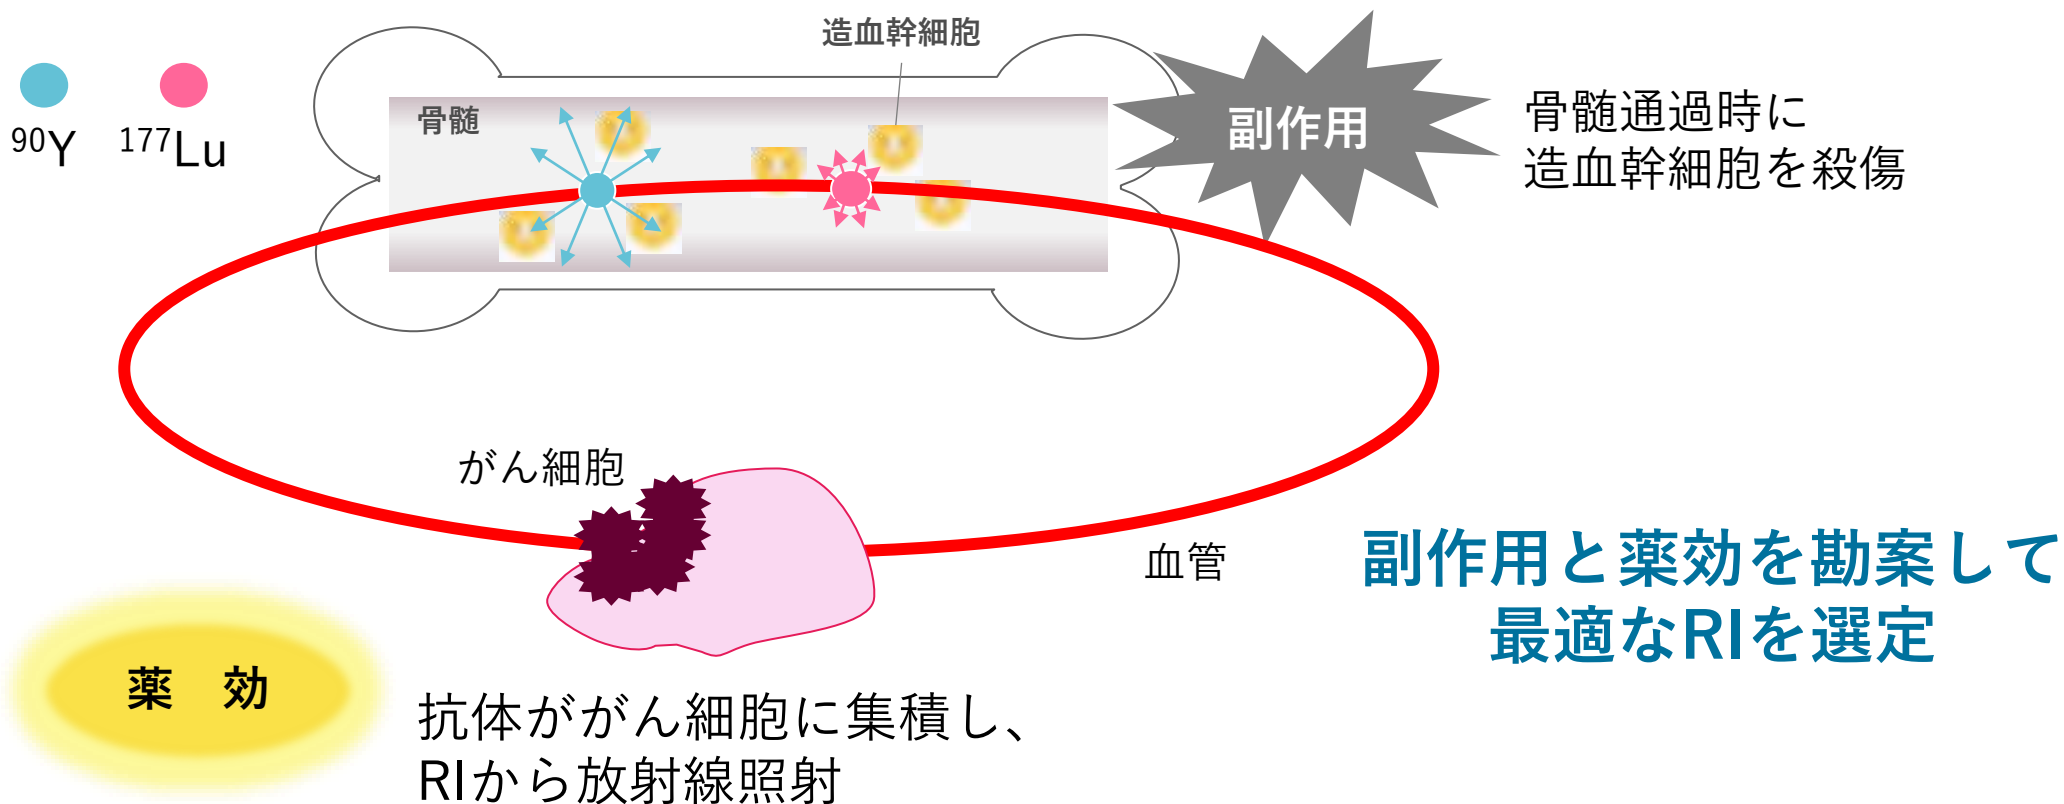 造血幹細胞
骨髄
90Y
177Lu
副作用
骨髄通過時に
造血幹細胞を殺傷
がん細胞
血管
副作用と薬効を勘案して
最適なRIを選定
薬　効
抗体ががん細胞に集積し、
RIから放射線照射